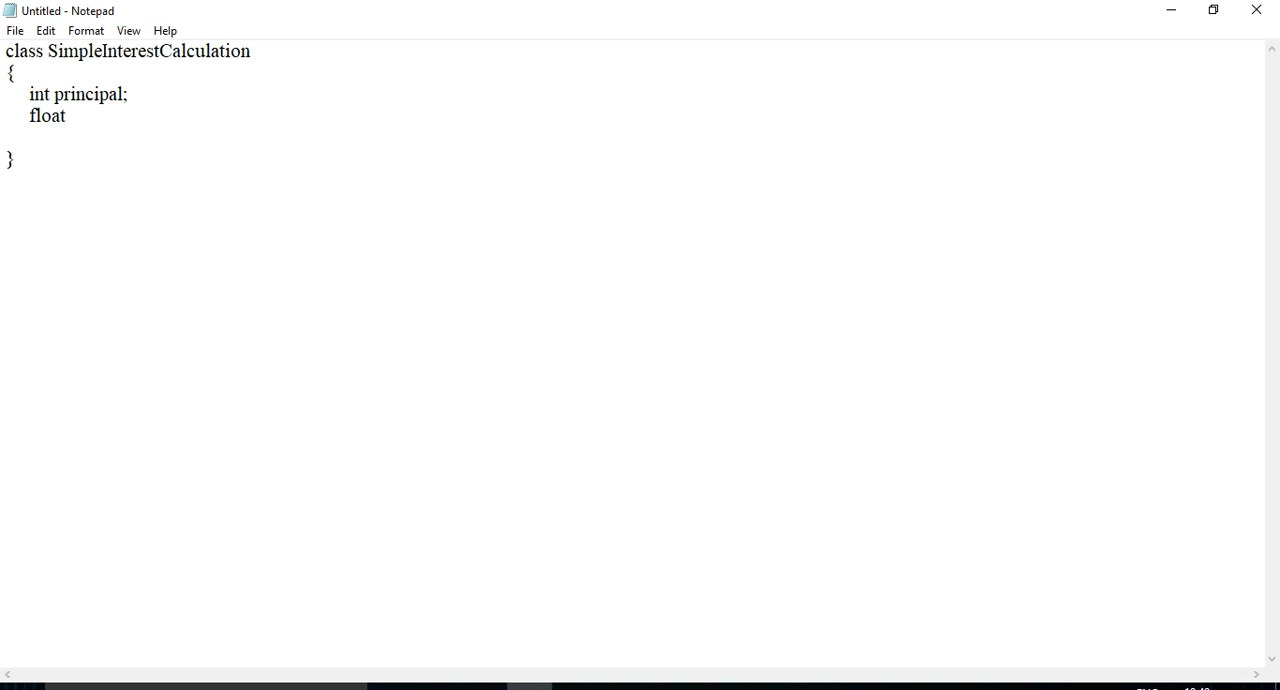 Untitled - Notepad
File Edit Format View Help
class SimpleInterestCalculation
{
int principal;
float
}